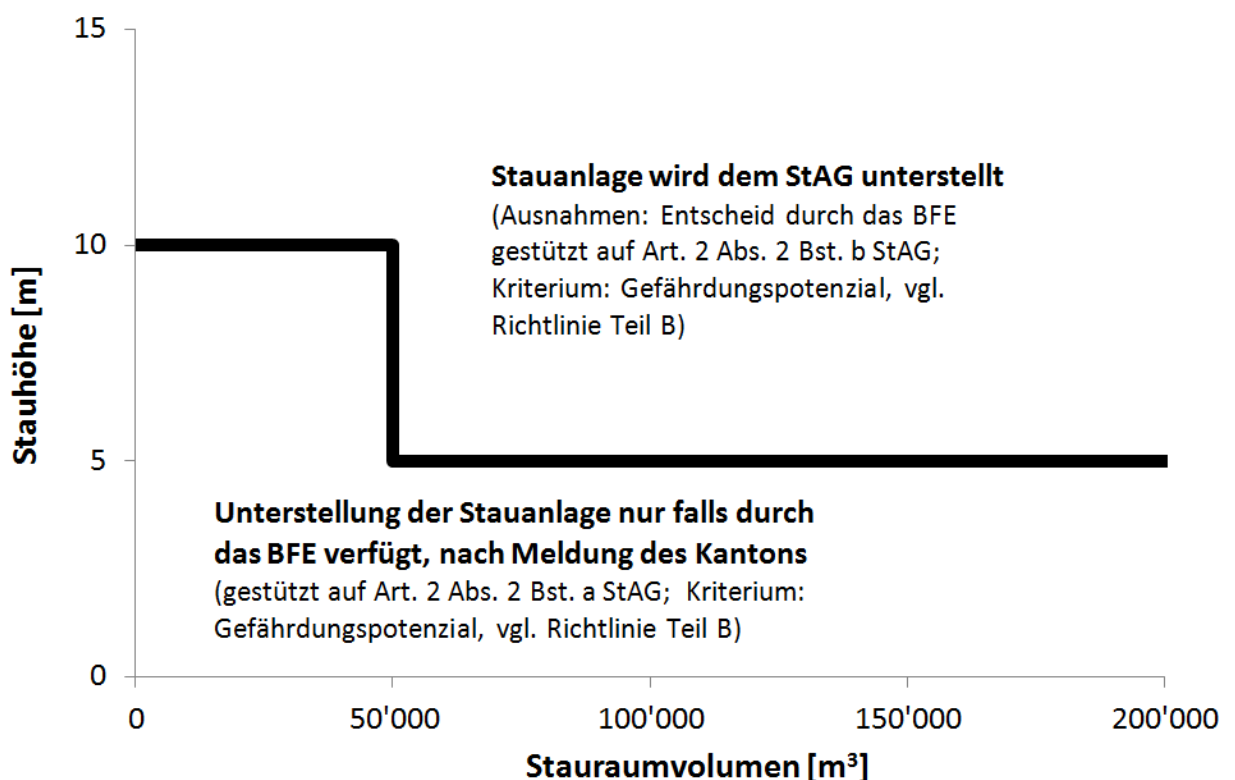 15
10
5
0
Stauhöhe [m]
Stauanlage wird dem StAG unterstellt
(Ausnahmen: Entscheid durch das BFE
gestützt auf Art. 2 Abs. 2 Bst. b StAG;
Kriterium: Gefährdungspotenzial, vgl.
Richtlinie Teil B)
Unterstellung der Stauanlage nur falls durch
das BFE verfügt, nach Meldung des Kantons
(gestützt auf Art. 2 Abs. 2 Bst. a StAG; Kriterium:
Gefährdungspotenzial, vgl. Richtlinie Teil B)
0 50'000 100'000 150'000 200'000
Stauraumvolumen [m³]